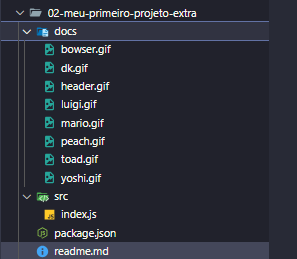 02-meu-primeiro-projeto-extra
docs
bowser.gif
dk.gif
header.gif
luigi.gif
mario.gif
peach.gif
toad.gif
yoshi.gif
src
index.js
package.json
readme.md